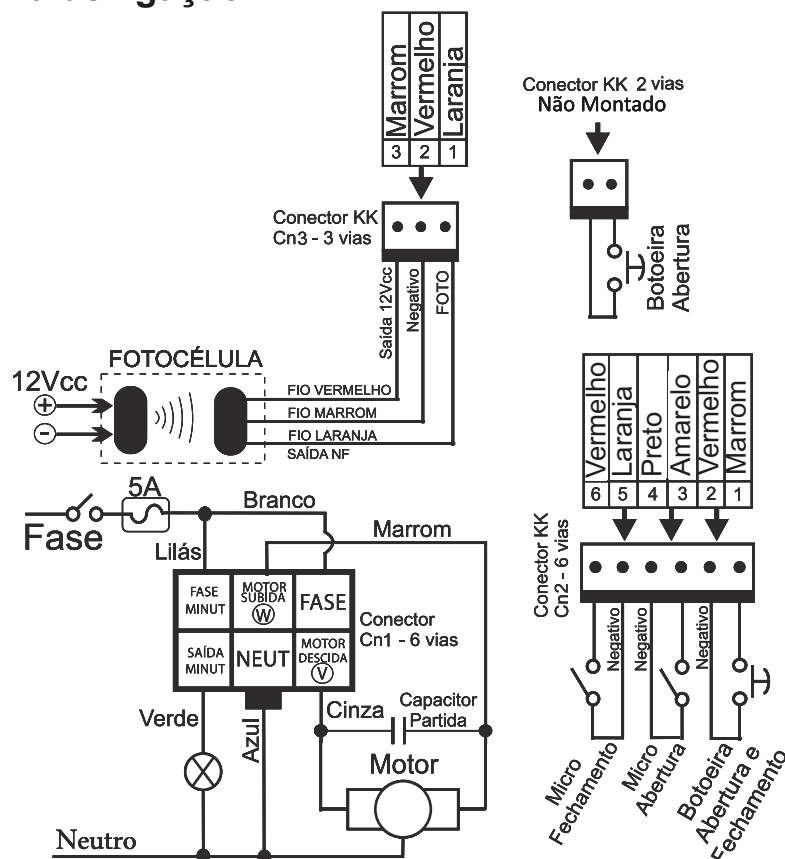 Marrom
Vermelho
Laranja
3 2 1
Conector KK
Cn3 - 3 vias
Saída 12Vcc
Negativo
FOTO
Conector KK 2 vias
Não Montado
Botoeira
Abertura
FOTOCÉLULA
12Vcc
+
-
FIO VERMELHO
FIO MARROM
FIO LARANJA
SAÍDA NF
5A
Fase
Branco
Lilás
Marrom
FASE
MINUT
MOTOR
SUBIDA
W
FASE
SAÍDA
MINUT
NEUT
MOTOR
DESCIDA
V
Conector
Cn1 - 6 vias
Verde
Azul
Cinza
Capacitor
Partida
Motor
Neutro
Vermelho
Laranja
Preto
Amarelo
Vermelho
Marrom
6 5 4 3 2 1
Conector KK
Cn2 - 6 vias
Negativo
Negativo
Negativo
Micro
Fechamento
Micro
Abertura
Botoeira
Abertura e
Fechamento